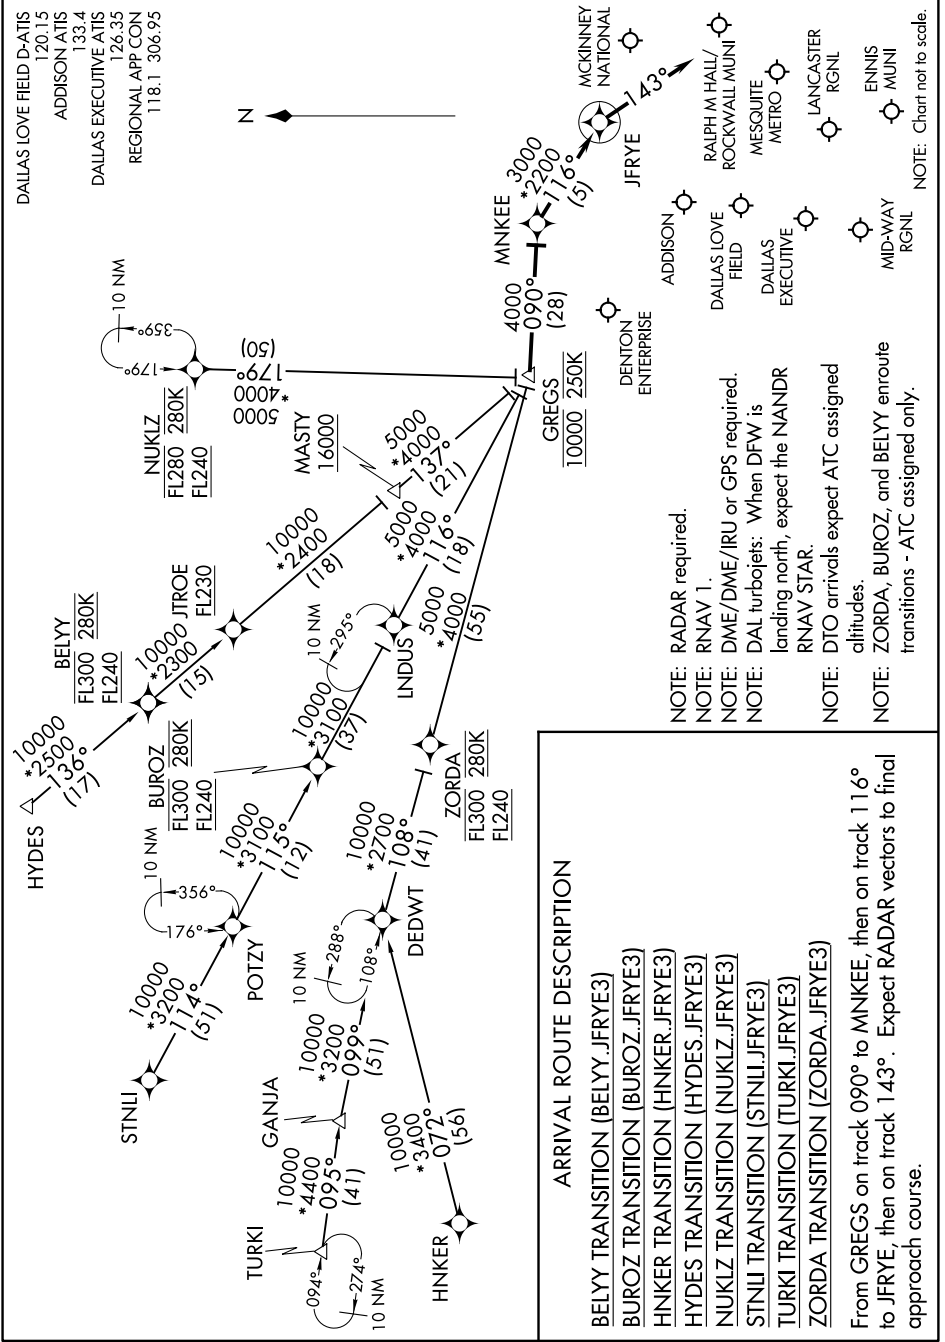 DALLAS LOVE FIELD D-ATIS
120.15
ADDISON ATIS
133.4
DALLAS EXECUTIVE ATIS
126.35
REGIONAL APP CON
118.1 306.95
N
NUKLZ
FL280 280K
FL240
179°
359°
10 NM
5000
*4000
179°
(50)
HYDES
10000
*2500
136°
(17)
BELYY
FL300 280K
FL240
10000
*2300
(15)
JTROE
FL230
10000
*2400
(18)
MASTY
16000
5000
*4000
137°
(21)
STNLI
10000
*3200
114°
(51)
POTZY
10 NM
176°
356°
10000
*3100
115°
(12)
BUROZ
FL300 280K
FL240
10000
*3100
(37)
LNDUS
10 NM
295°
5000
*4000
116°
(18)
TURKI
094°
274°
10 NM
10000
*4400
095°
(41)
GANJA
10000
*3200
099°
(51)
HNKER
10000
*3400
072°
(56)
DEDWT
10 NM
288°
108°
10000
*2700
108°
(41)
ZORDA
FL300 280K
FL240
5000
*4000
(55)
GREGS
10000 250K
4000
090°
(28)
MNKEE
3000
*2200
116°
(5)
JFRYE
143°
MCKINNEY
NATIONAL
DENTON
ENTERPRISE
ADDISON
DALLAS LOVE
FIELD
DALLAS
EXECUTIVE
RALPH M HALL/
ROCKWALL MUNI
MESQUITE
METRO
LANCASTER
RGNL
MID-WAY
RGNL
ENNIS
MUNI
NOTE: Chart not to scale.
NOTE: RADAR required.
NOTE: RNAV 1.
NOTE: DME/DME/IRU or GPS required.
NOTE: DAL turbojets: When DFW is
landing north, expect the NANDR
RNAV STAR.
NOTE: DTO arrivals expect ATC assigned
altitudes.
NOTE: ZORDA, BUROZ, and BELYY enroute
transitions - ATC assigned only.
ARRIVAL ROUTE DESCRIPTION
BELYY TRANSITION (BELYY.JFRYE3)
BUROZ TRANSITION (BUROZ.JFRYE3)
HNKER TRANSITION (HNKER.JFRYE3)
HYDES TRANSITION (HYDES.JFRYE3)
NUKLZ TRANSITION (NUKLZ.JFRYE3)
STNLI TRANSITION (STNLI.JFRYE3)
TURKI TRANSITION (TURKI.JFRYE3)
ZORDA TRANSITION (ZORDA.JFRYE3)
From GREGS on track 090° to MNKEE, then on track 116°
to JFRYE, then on track 143°. Expect RADAR vectors to final
approach course.